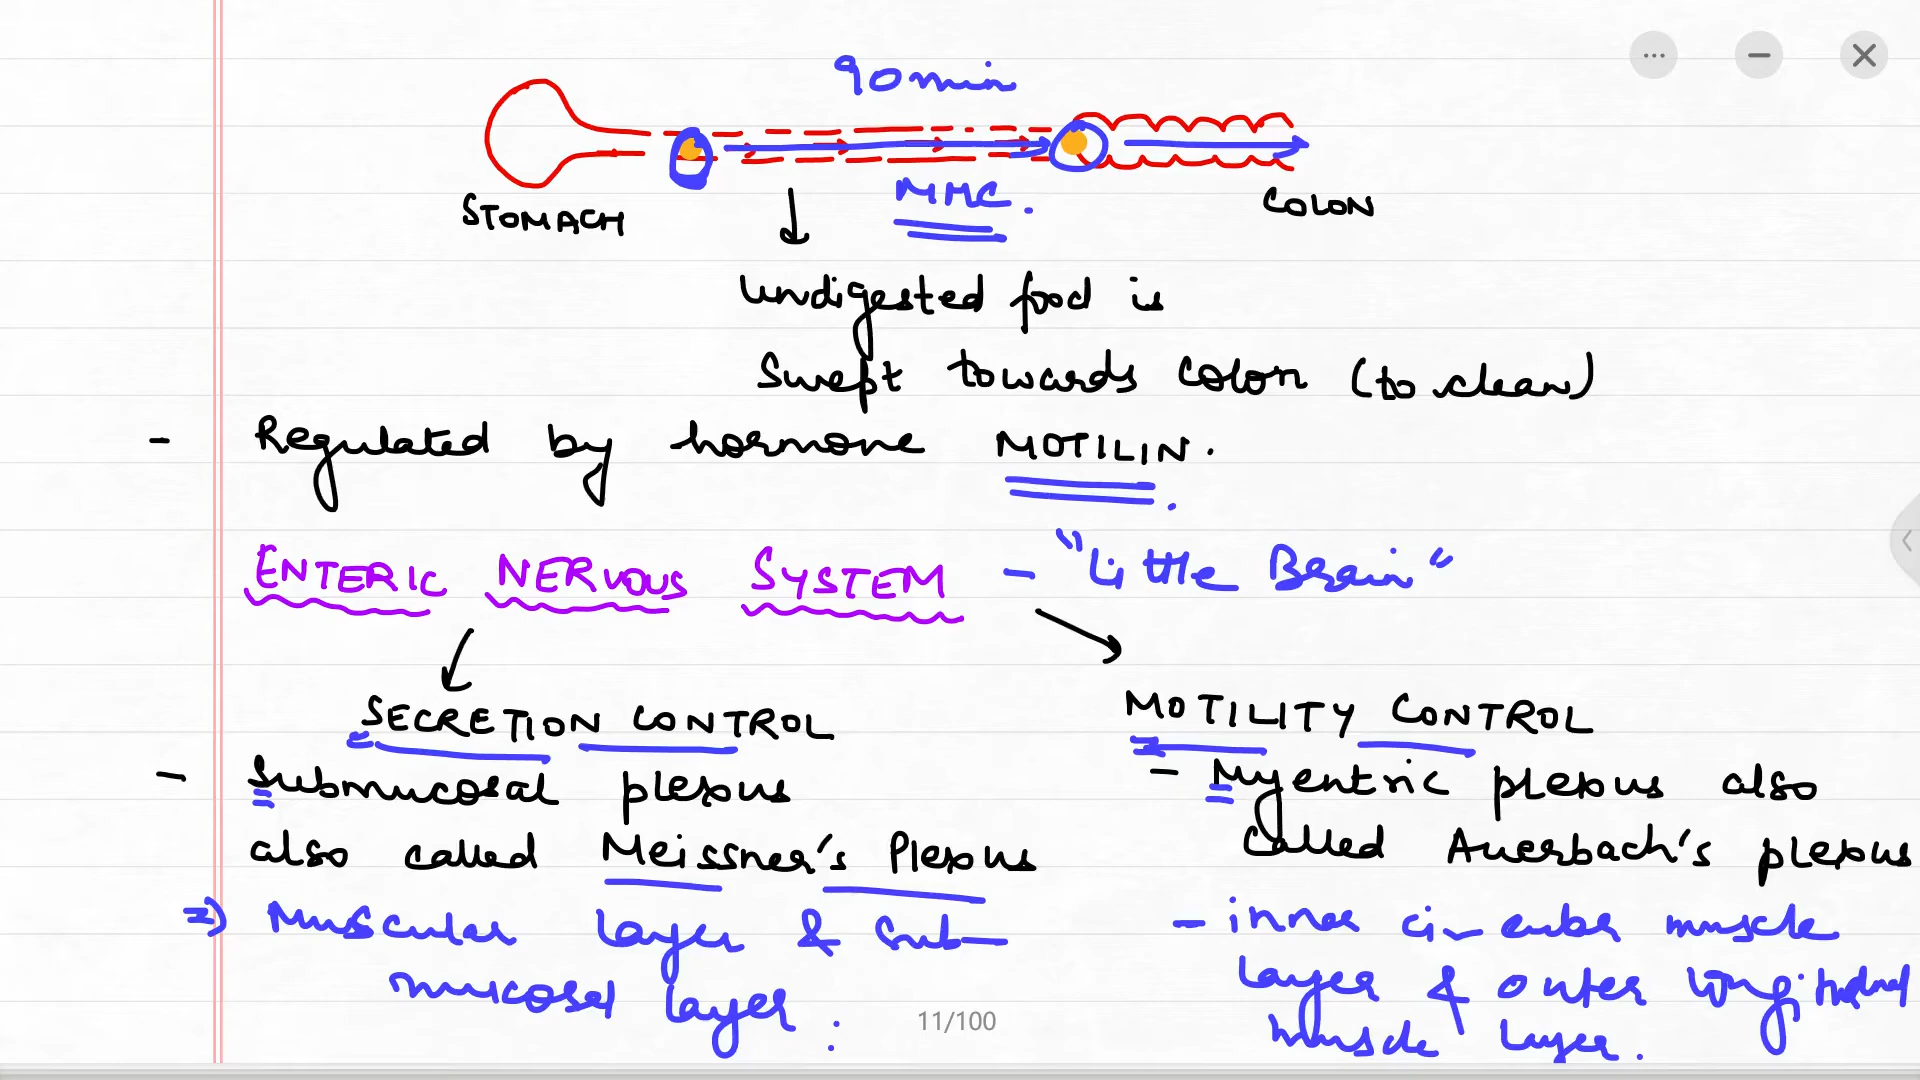 90 min
MMC.
STOMACH
COLON
Undigested food is
swept towards colon (to clean)
- Regulated by hormone MOTILIN.
ENTERIC NERVOUS SYSTEM - "Little Brain"
SECRETION CONTROL
MOTILITY CONTROL
- Submucosal plexus
also called Meissner's Plexus
⇒ Muscular layer & sub-
mucosal layer.
- Myentric plexus also
called Auerbach's plexus
- inner circular muscle
layer & outer longitudinal
muscle layer.
11/100